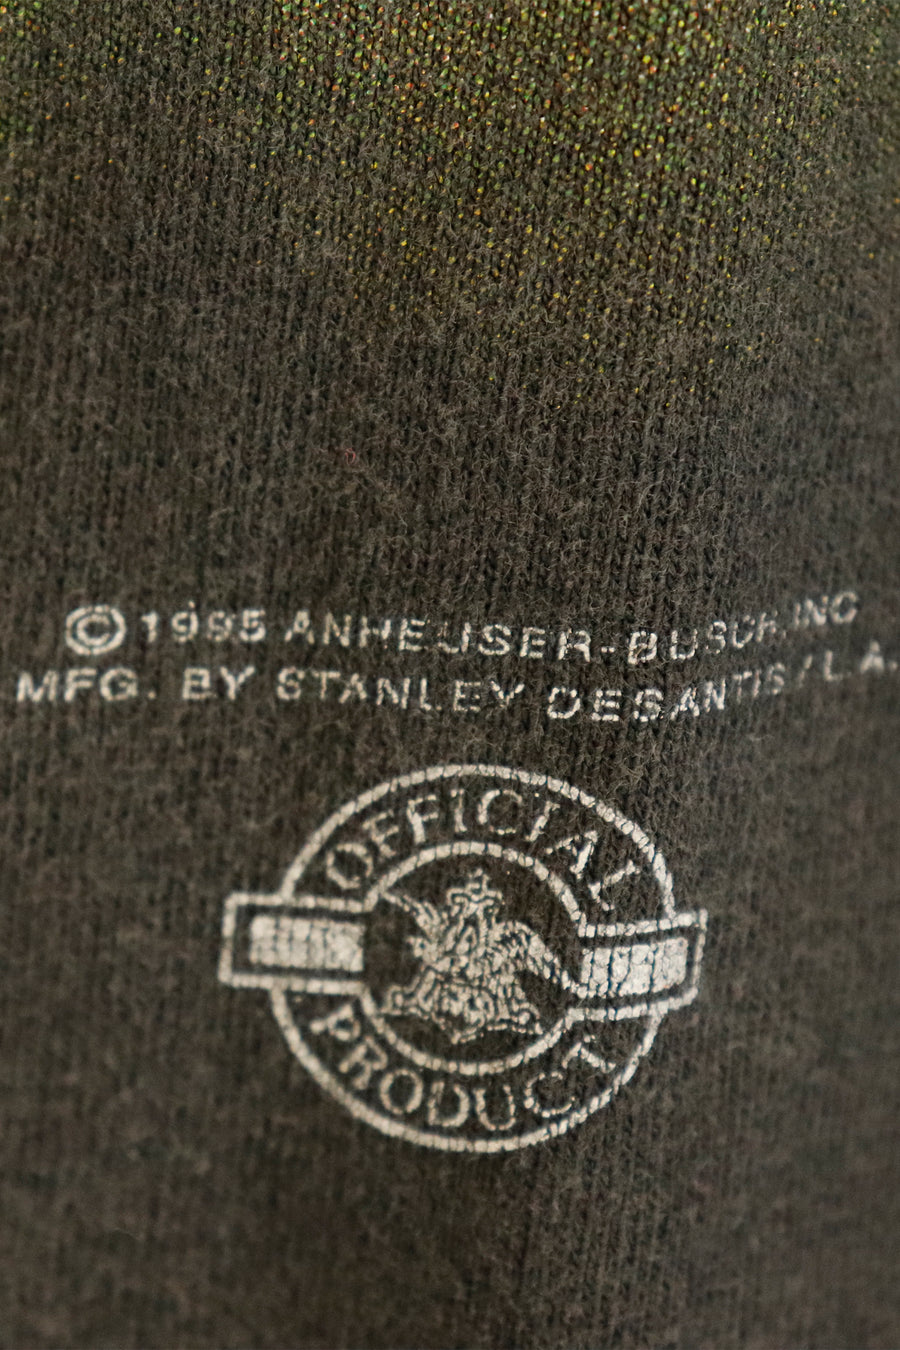 © 1995 ANHEUSER-BUSCH, INC
MFG. BY STANLEY DESANTIS / L.A.
OFFICIAL
PRODUCT